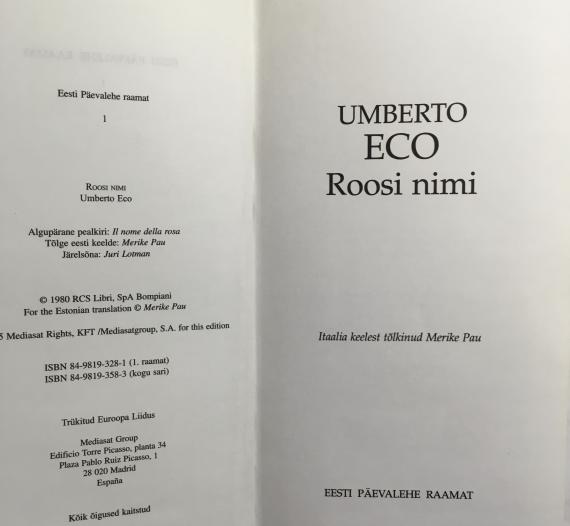 Eesti Päevalehe raamat
1
ROOSI NIMI
Umberto Eco
Algupärane pealkiri: Il nome della rosa
Tõlge eesti keelde: Merike Pau
Järelsõna: Juri Lotman
© 1980 RCS Libri, SpA Bompiani
For the Estonian translation © Merike Pau
5 Mediasat Rights, KFT /Mediasatgroup, S.A. for this edition
ISBN 84-9819-328-1 (1. raamat)
ISBN 84-9819-358-3 (kogu sari)
Trükitud Euroopa Liidus
Mediasat Group
Edificio Torre Picasso, planta 34
Plaza Pablo Ruiz Picasso, 1
28 020 Madrid
España
Kõik õigused kaitstud
UMBERTO
ECO
Roosi nimi
Itaalia keelest tõlkinud Merike Pau
EESTI PÄEVALEHE RAAMAT